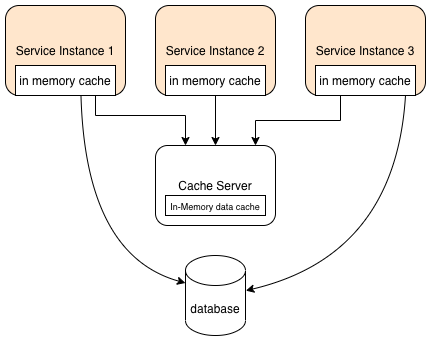 Service Instance 1
in memory cache
Service Instance 2
in memory cache
Service Instance 3
in memory cache
Cache Server
In-Memory data cache
database